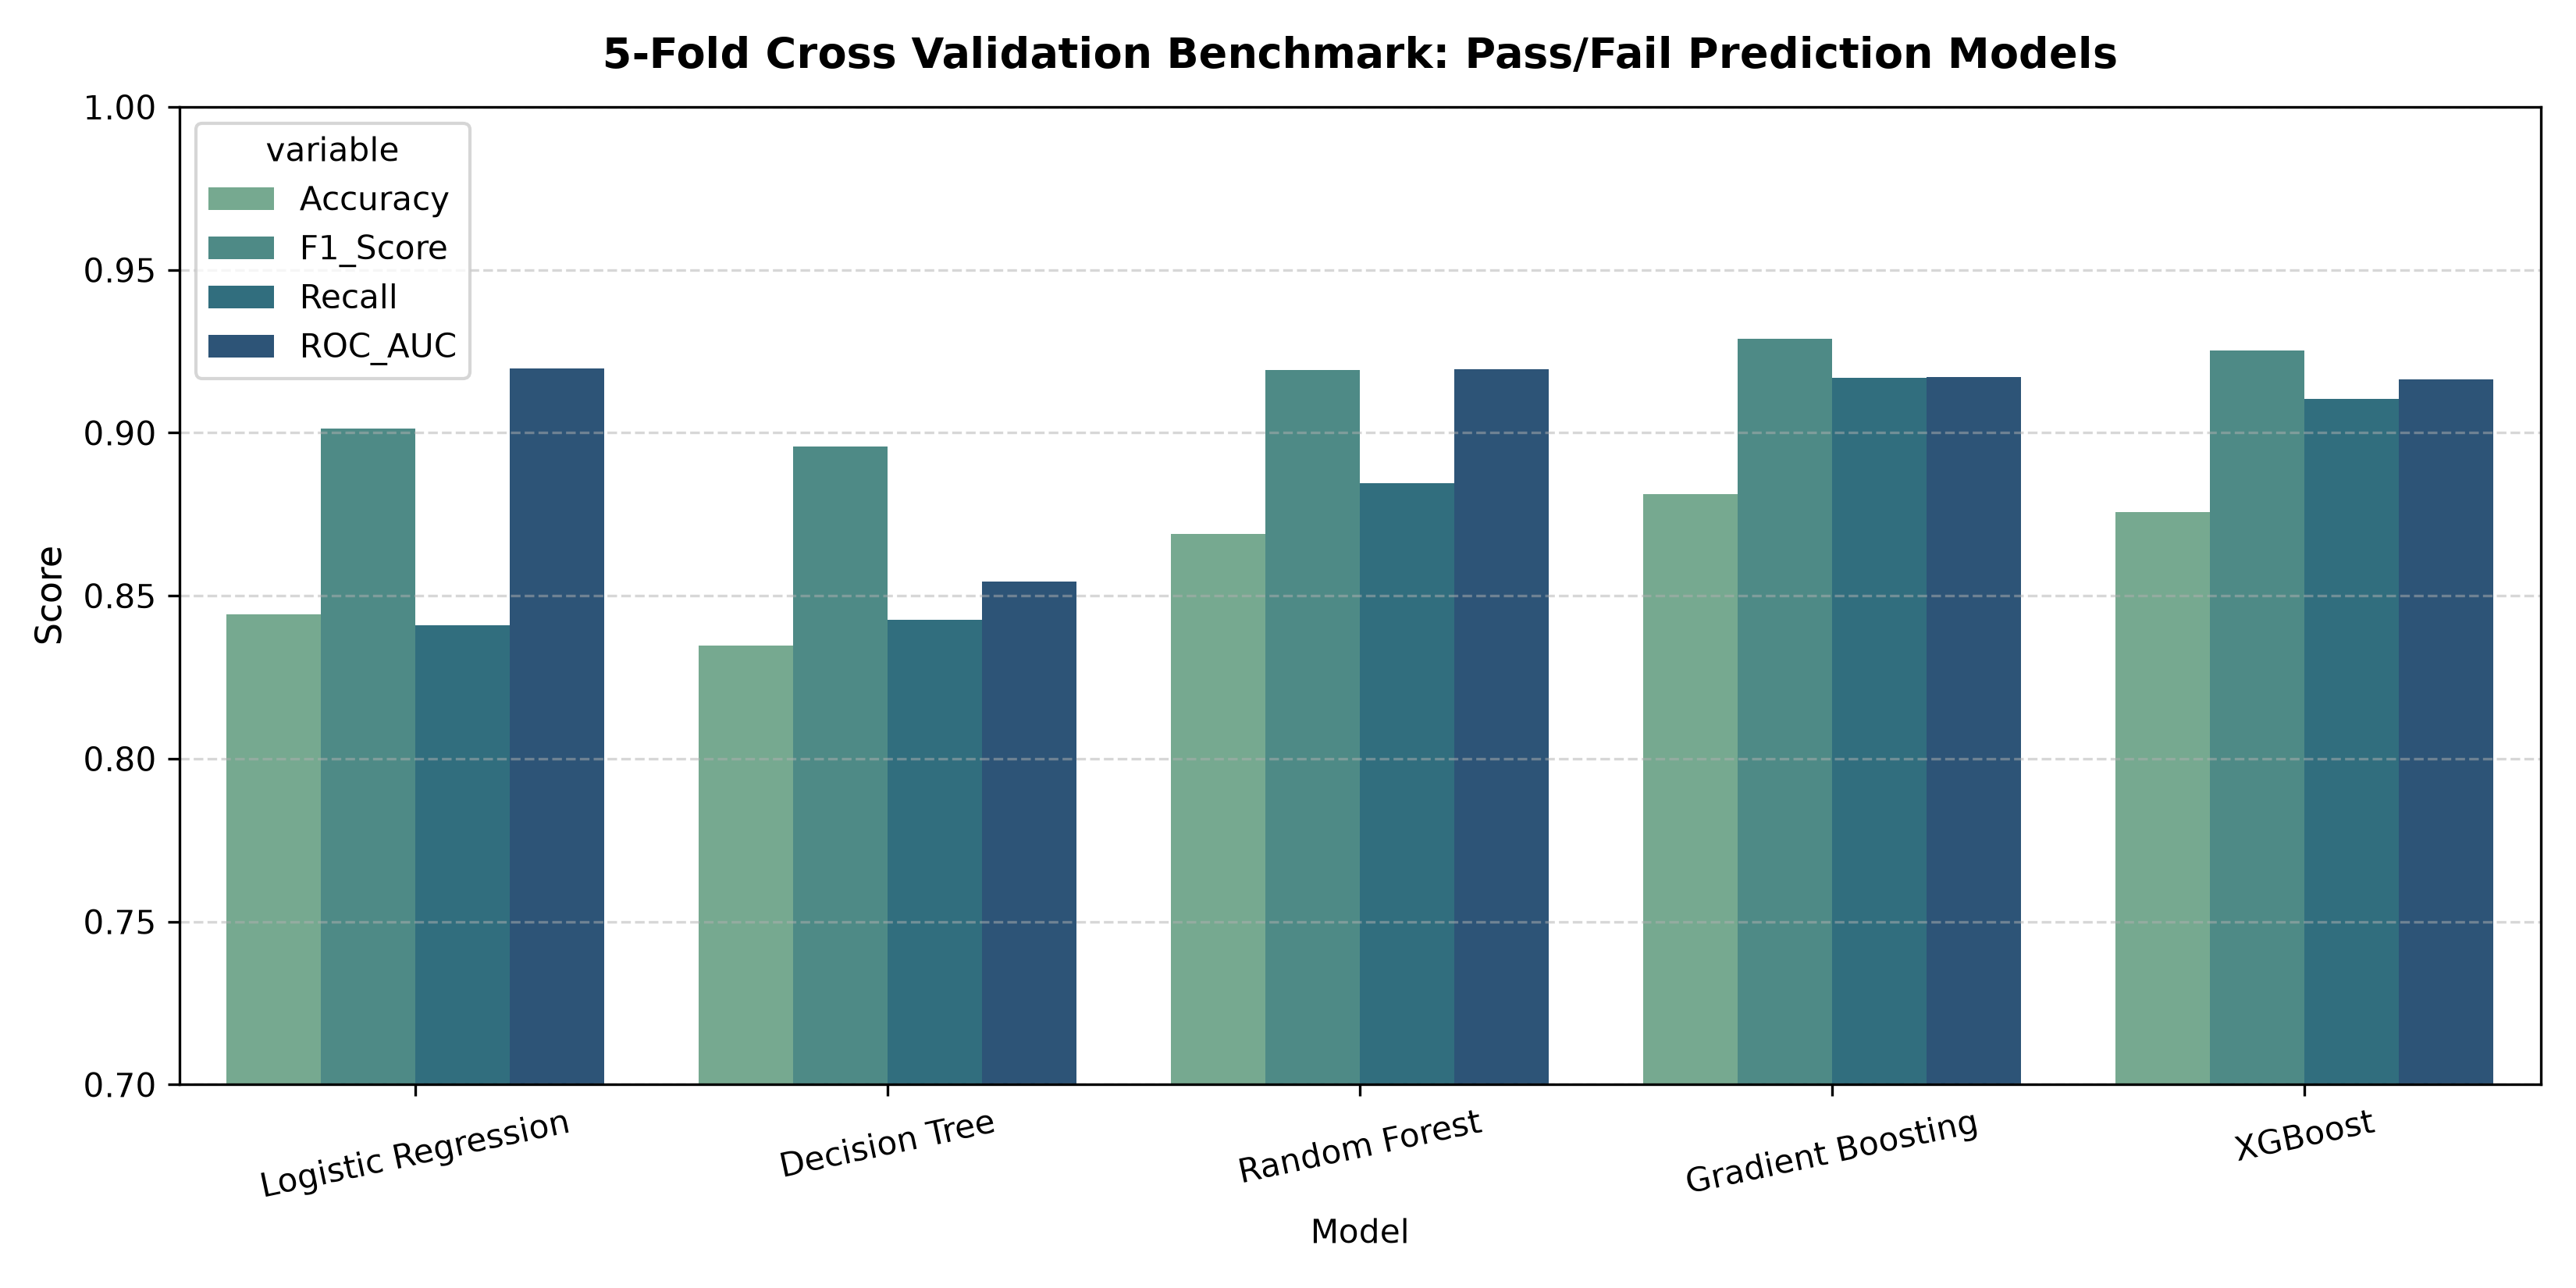 5-Fold Cross Validation Benchmark: Pass/Fail Prediction Models
1.00
0.95
0.90
0.85
0.80
0.75
0.70
Score
variable
Accuracy
F1_Score
Recall
ROC_AUC
Logistic Regression
Decision Tree
Random Forest
Gradient Boosting
XGBoost
Model